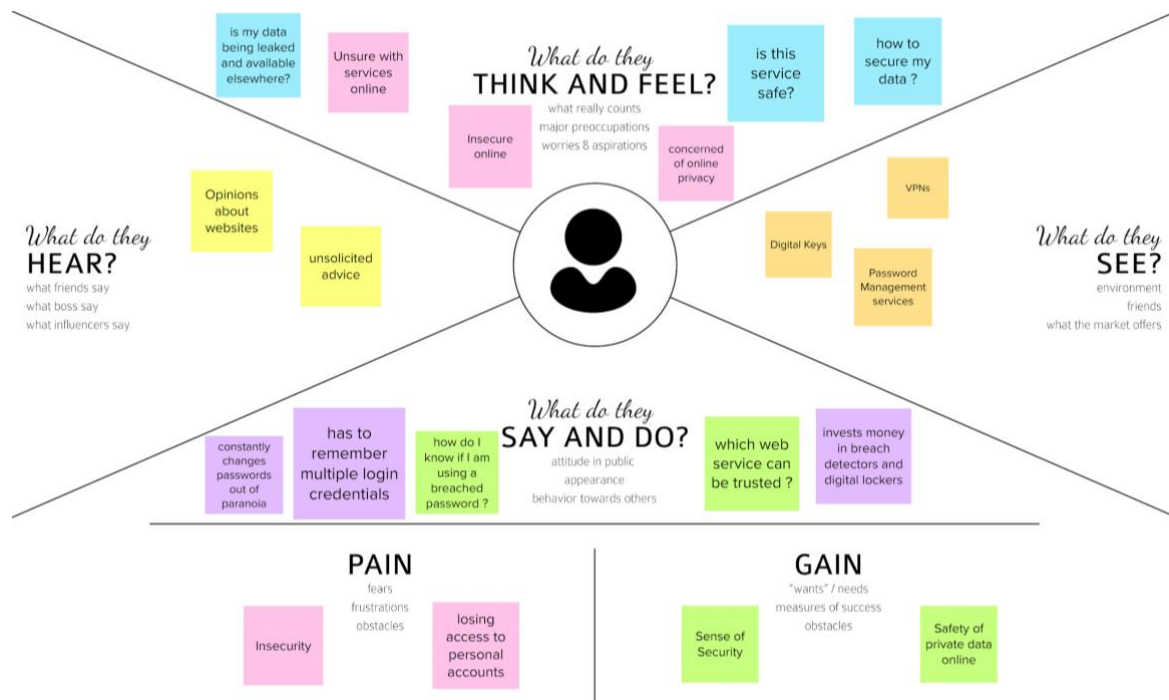 What do they
THINK AND FEEL?
what really counts
major preoccupations
worries & aspirations
is my data
being leaked
and available
elsewhere?
Unsure with
services
online
Insecure
online
concerned
of online
privacy
is this
service
safe?
how to
secure my
data ?
What do they
HEAR?
what friends say
what boss say
what influencers say
Opinions
about
websites
unsolicited
advice
What do they
SEE?
environment
friends
what the market offers
VPNs
Digital Keys
Password
Management
services
What do they
SAY AND DO?
attitude in public
appearance
behavior towards others
constantly
changes
passwords
out of
paranoia
has to
remember
multiple login
credentials
how do I
know if I am
using a
breached
password ?
which web
service can
be trusted ?
invests money
in breach
detectors and
digital lockers
PAIN
fears
frustrations
obstacles
Insecurity
losing
access to
personal
accounts
GAIN
"wants" / needs
measures of success
obstacles
Sense of
Security
Safety of
private data
online